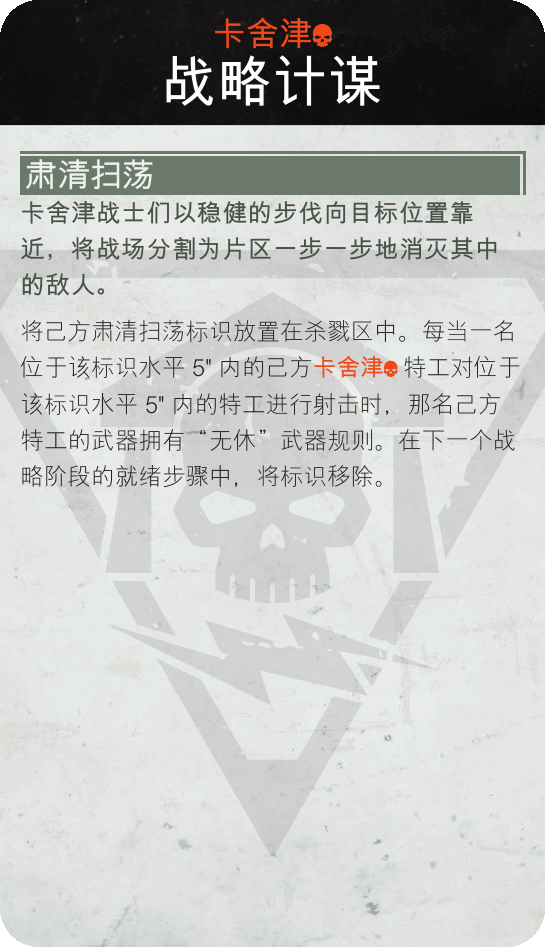 卡舍津
战略计谋
肃清扫荡
卡舍津战士们以稳健的步伐向目标位置靠
近，将战场分割为片区一步一步地消灭其中
的敌人。
将己方肃清扫荡标识放置在杀戮区中。每当一名
位于该标识水平 5" 内的己方卡舍津特工对位于
该标识水平 5" 内的特工进行射击时，那名己方
特工的武器拥有“无休”武器规则。在下一个战
略阶段的就绪步骤中，将标识移除。